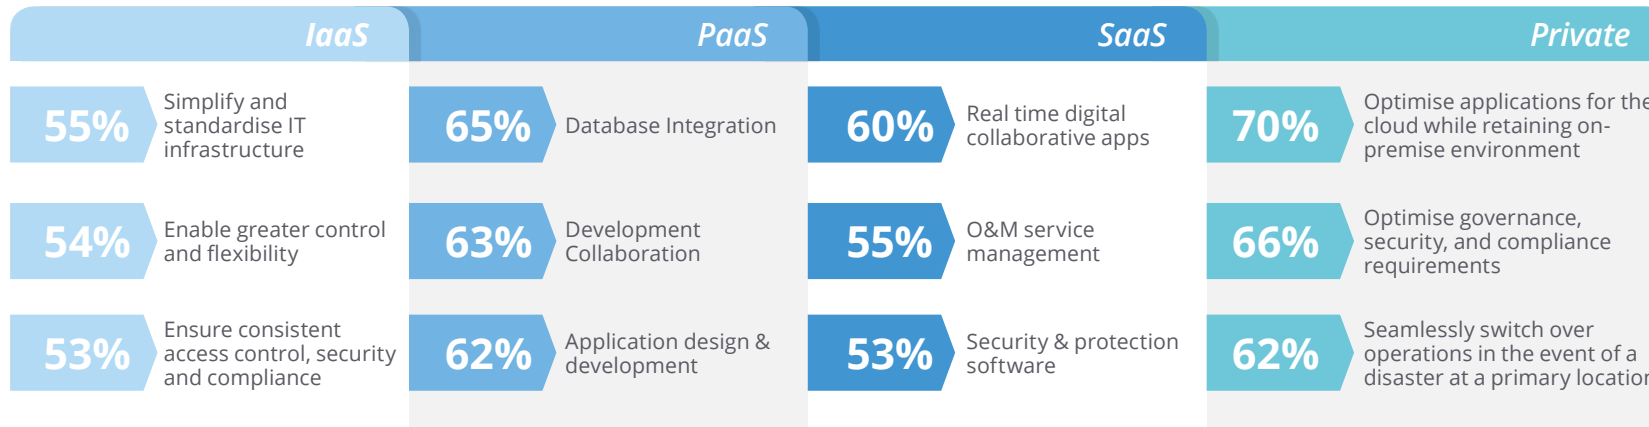 IaaS
PaaS
SaaS
Private
55%
Simplify and
standardise IT
infrastructure
65%
Database Integration
60%
Real time digital
collaborative apps
70%
Optimise applications for the
cloud while retaining on-
premise environment
54%
Enable greater control
and flexibility
63%
Development
Collaboration
55%
O&M service
management
66%
Optimise governance,
security, and compliance
requirements
53%
Ensure consistent
access control, security
and compliance
62%
Application design &
development
53%
Security & protection
software
62%
Seamlessly switch over
operations in the event of a
disaster at a primary location